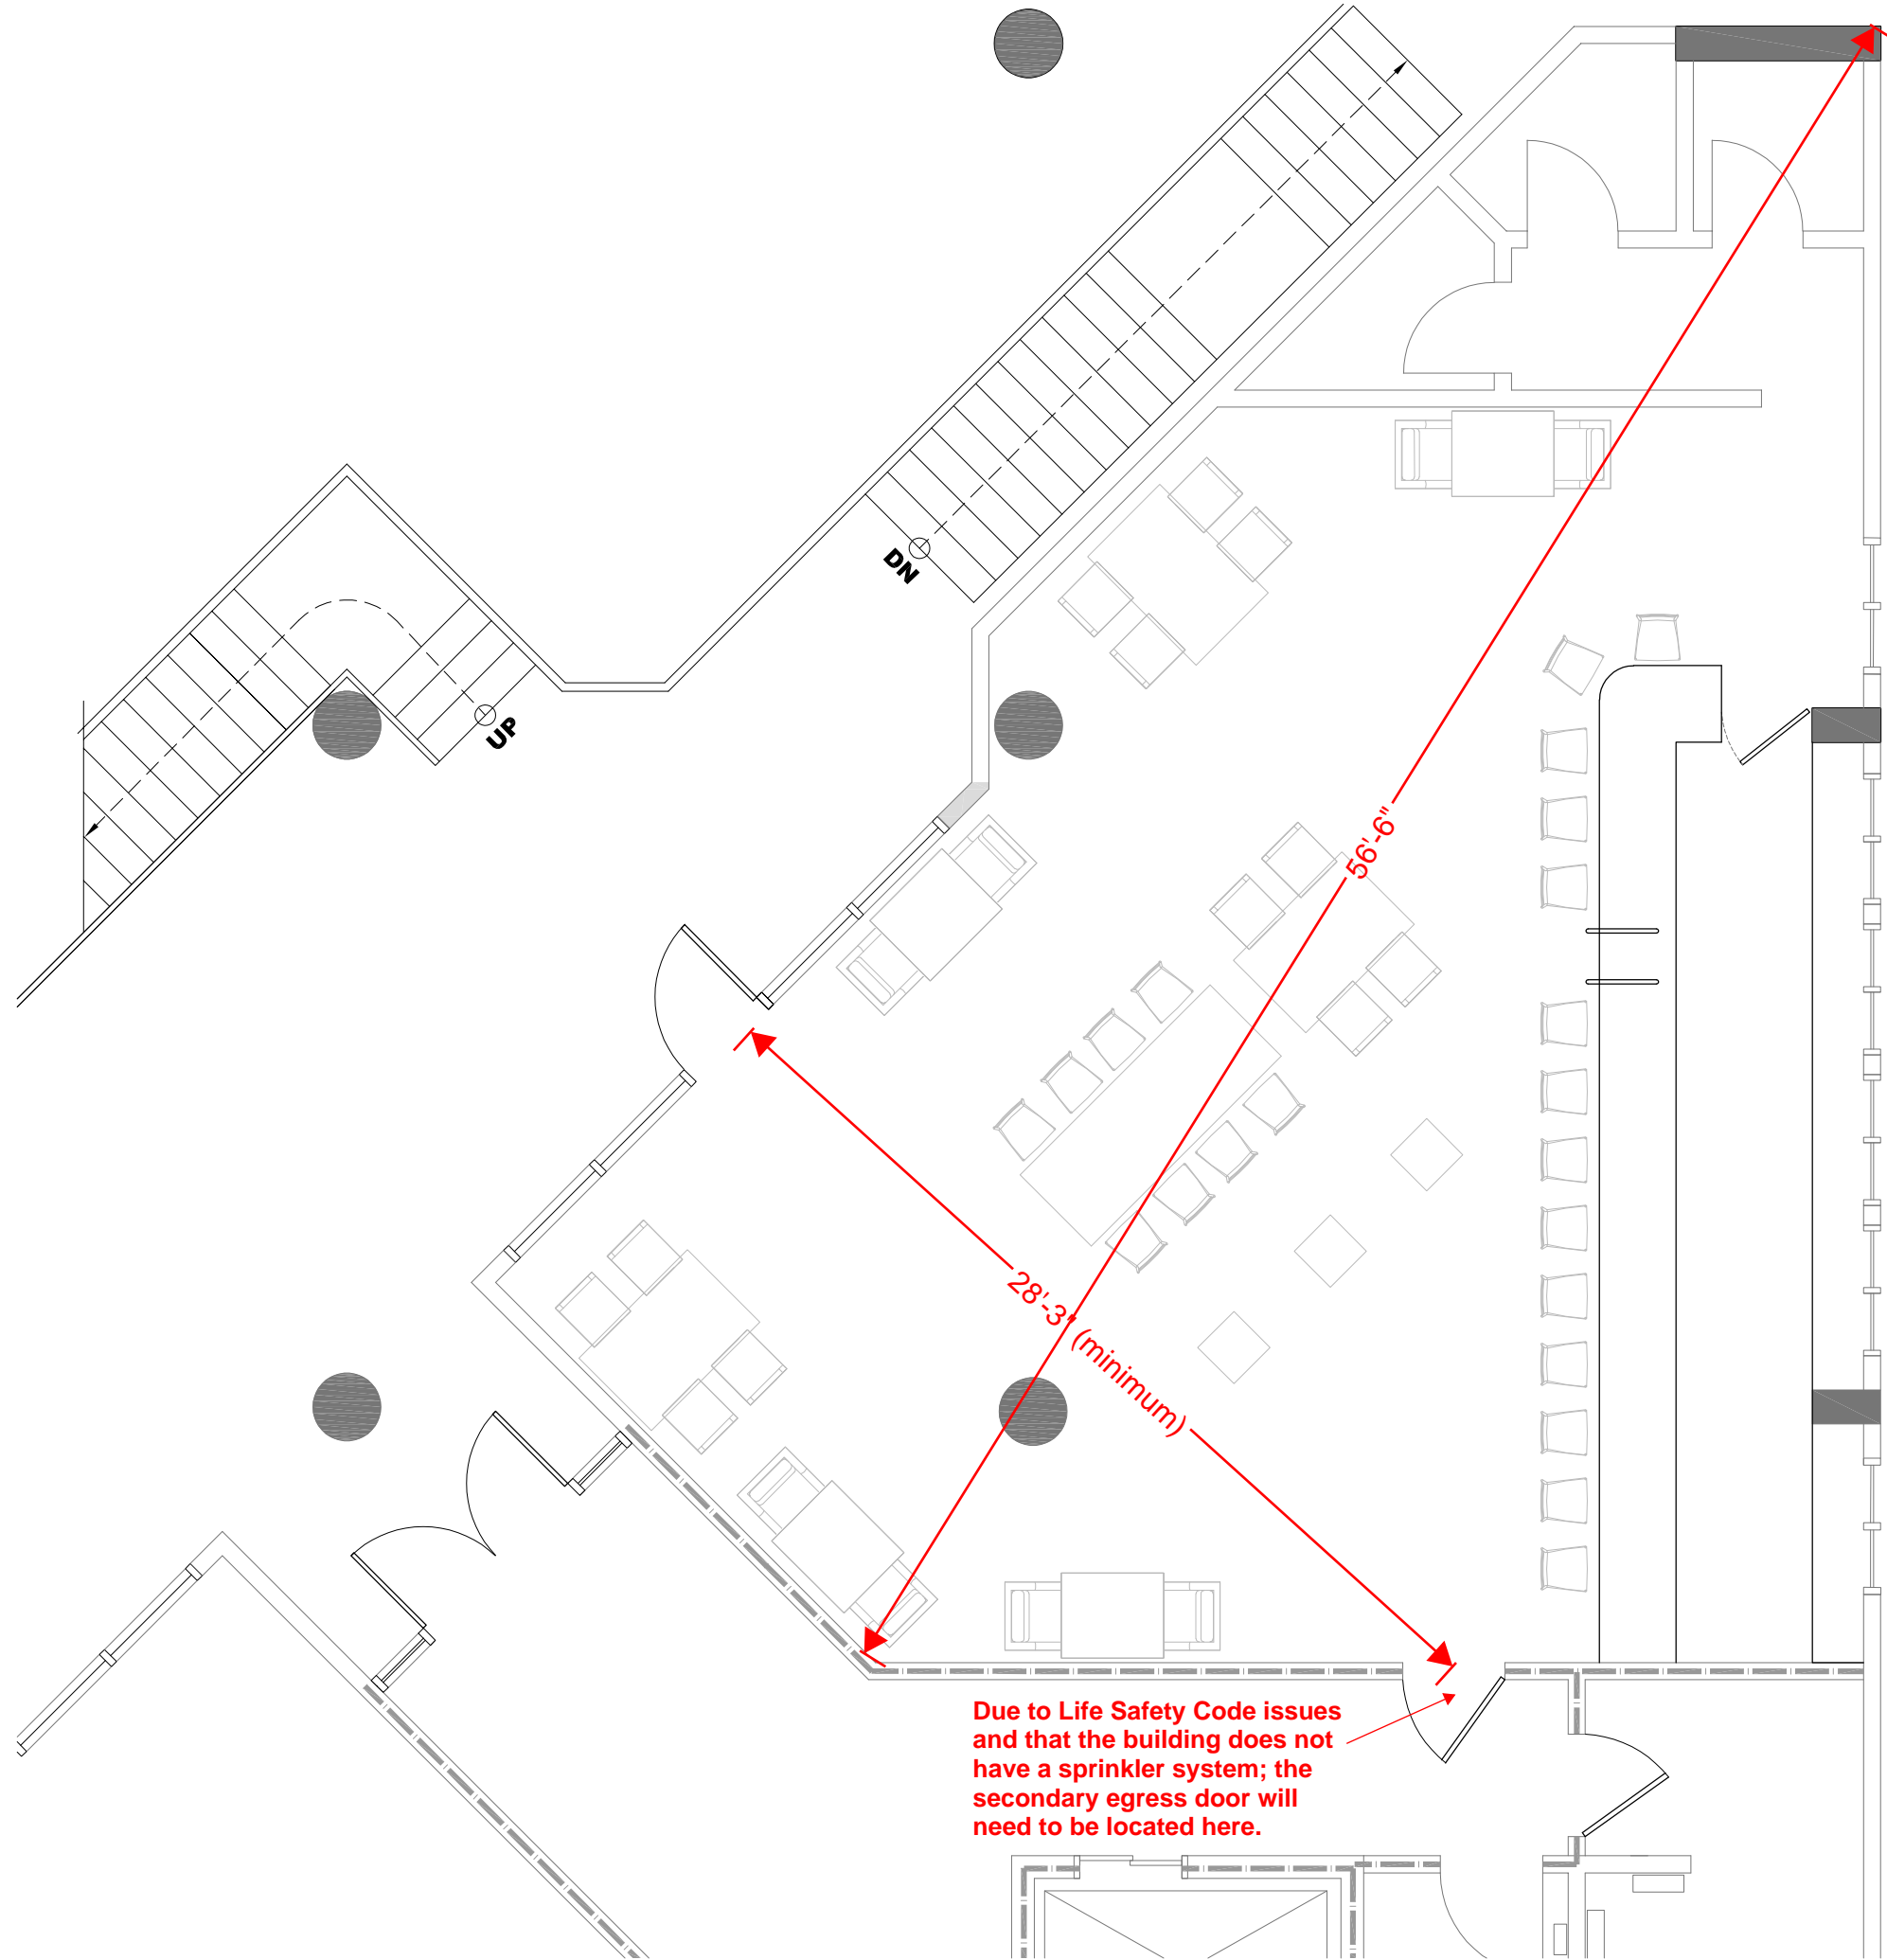 DN
UP
56'-6"
28'-3" (minimum)
Due to Life Safety Code issues
and that the building does not
have a sprinkler system; the
secondary egress door will
need to be located here.